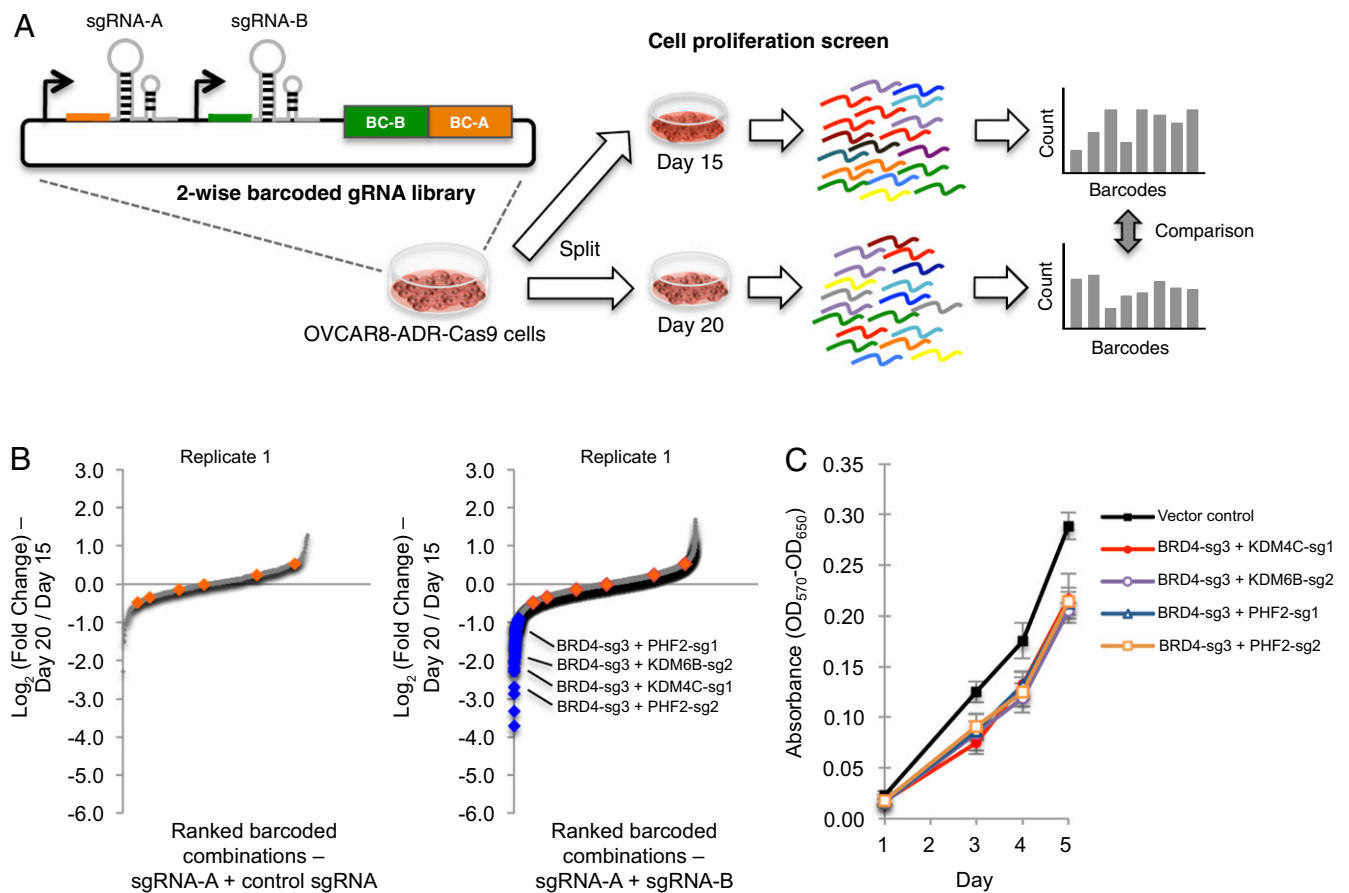 A
sgRNA-A
sgRNA-B
BC-B
BC-A
2-wise barcoded gRNA library
OVCAR8-ADR-Cas9 cells
Split
Cell proliferation screen
Day 15
Count
Barcodes
Comparison
Day 20
Count
Barcodes
B
Replicate 1
Log2 (Fold Change) –
Day 20 / Day 15
3.0
2.0
1.0
0.0
-1.0
-2.0
-3.0
-4.0
-5.0
-6.0
Ranked barcoded
combinations –
sgRNA-A + control sgRNA
Replicate 1
Log2 (Fold Change) –
Day 20 / Day 15
3.0
2.0
1.0
0.0
-1.0
-2.0
-3.0
-4.0
-5.0
-6.0
BRD4-sg3 + PHF2-sg1
BRD4-sg3 + KDM6B-sg2
BRD4-sg3 + KDM4C-sg1
BRD4-sg3 + PHF2-sg2
Ranked barcoded
combinations –
sgRNA-A + sgRNA-B
C
Absorbance (OD570-OD650)
0.35
0.30
0.25
0.20
0.15
0.10
0.05
0.00
1 2 3 4 5
Day
Vector control
BRD4-sg3 + KDM4C-sg1
BRD4-sg3 + KDM6B-sg2
BRD4-sg3 + PHF2-sg1
BRD4-sg3 + PHF2-sg2